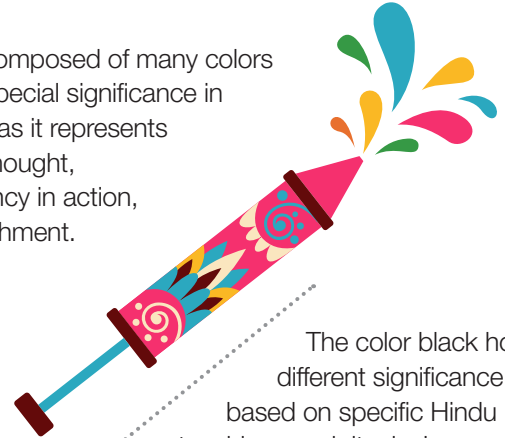 omposed of many colors
pecial significance in
as it represents
hought,
ncy in action,
hment.
The color black ho
different significance
based on specific Hindu